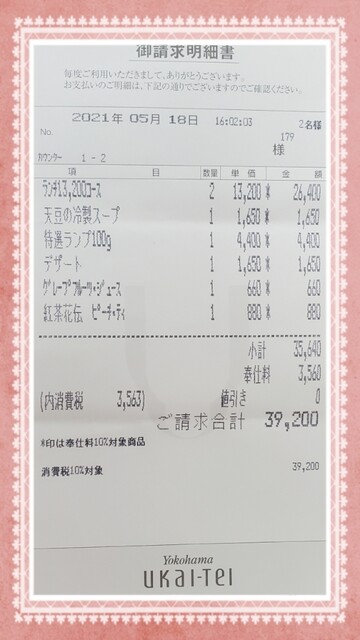 御請求明細書
毎度ご利用いただきまして、ありがとうございます。
お支払いのご明細は、下記の通りでございますのでご確認ください。
2021年 05月 18日 16:02:03 2名様
No. 179
様
カウンター 1-2
項 目 数量 単価 金額
ランチ13,200コース 2 13,200 * 26,400
天豆の冷製スープ 1 1,650 * 1,650
特選ランプ100g 1 4,400 * 4,400
デザート 1 1,650 * 1,650
グレープフルーツ・ジュース 1 660 * 660
紅茶花伝 ピーチ・ティ 1 880 * 880
小計 35,640
奉仕料 3,560
(内消費税 3,563) 値引き 0
ご請求合計 39,200
*印は奉仕料10%対象商品
消費税10%対象 39,200
Yokohama
UKAI-TEI